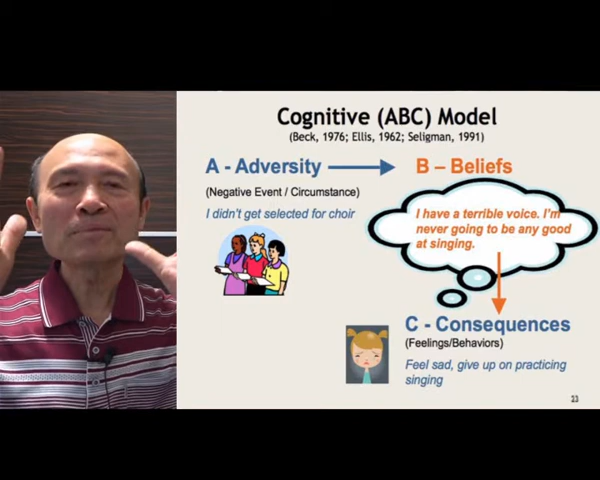 Cognitive (ABC) Model
(Beck, 1976; Ellis, 1962; Seligman, 1991)
A - Adversity
B – Beliefs
(Negative Event / Circumstance)
I didn't get selected for choir
I have a terrible voice. I'm
never going to be any good
at singing.
C - Consequences
(Feelings/Behaviors)
Feel sad, give up on practicing
singing
23